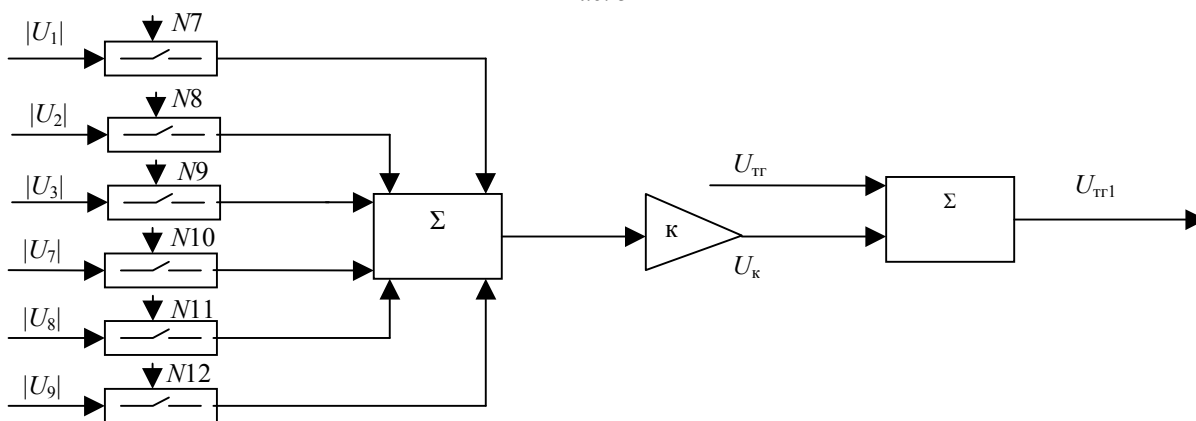 |U₁|
N7
|U₂|
N8
|U₃|
N9
|U₇|
N10
|U₈|
N11
|U₉|
N12
Σ
к
Uтг
Uк
Σ
Uтг1